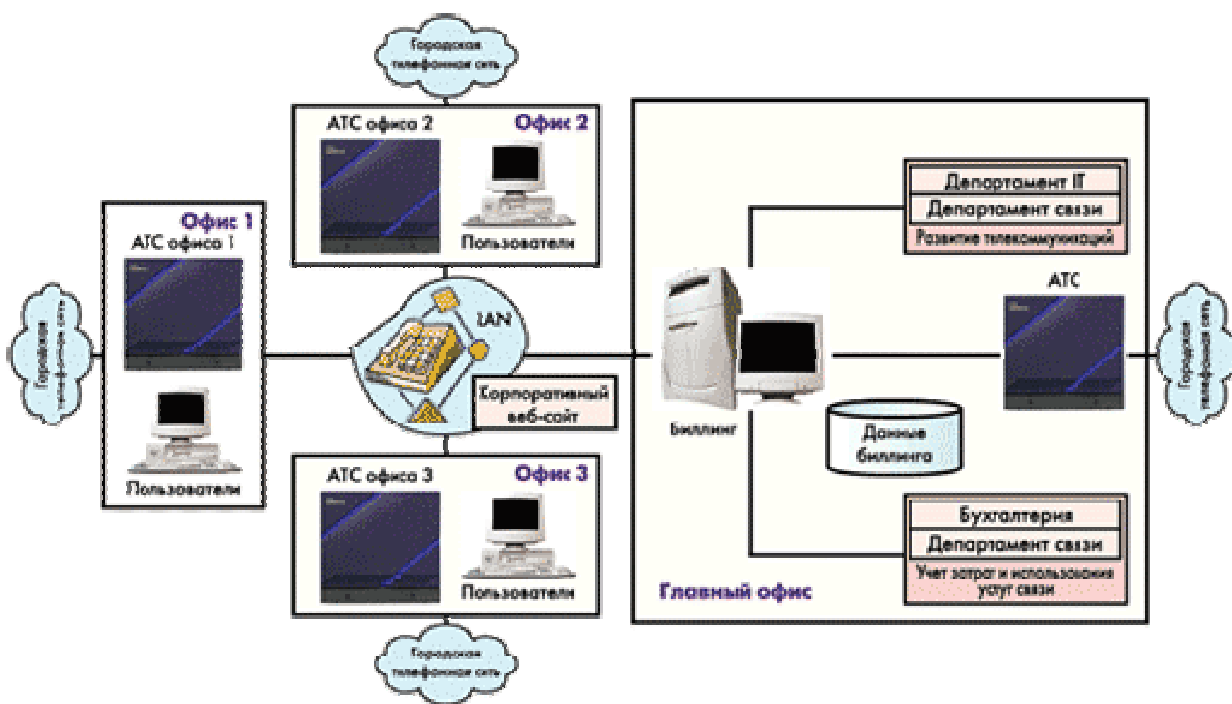 Городская
телефонная сеть
АТС офиса 2
Офис 2
Пользователи
Офис 1
АТС офиса 1
Пользователи
Городская
телефонная сеть
LAN
Корпоративный
веб-сайт
АТС офиса 3
Офис 3
Пользователи
Городская
телефонная сеть
Департамент IT
Департамент связи
Развитие телекоммуникаций
АТС
Городская
телефонная сеть
Биллинг
Данные
биллинга
Бухгалтерия
Департамент связи
Учет затрат и использования
услуг связи
Главный офис